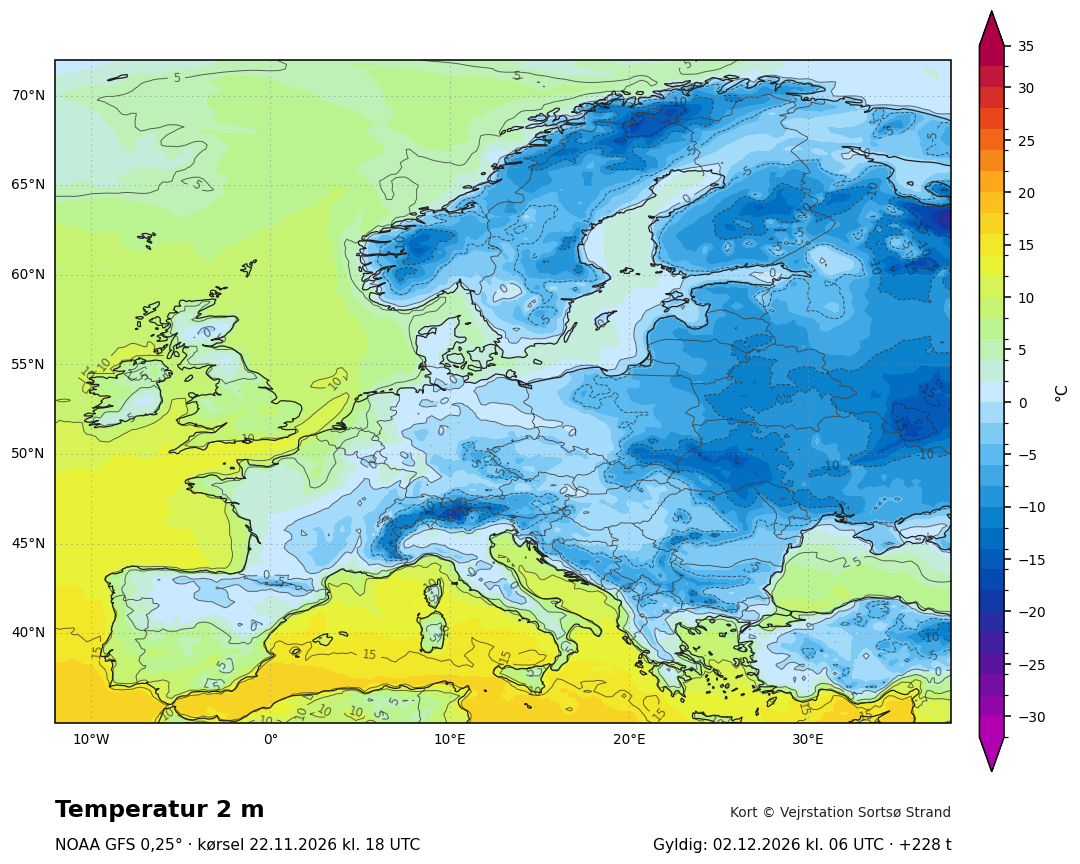 70°N
65°N
60°N
55°N
50°N
45°N
40°N
10°W 0° 10°E 20°E 30°E
35
30
25
20
15
10
5
0
−5
−10
−15
−20
−25
−30
°C
Temperatur 2 m
Kort © Vejrstation Sortsø Strand
NOAA GFS 0,25° · kørsel 22.11.2026 kl. 18 UTC
Gyldig: 02.12.2026 kl. 06 UTC · +228 t